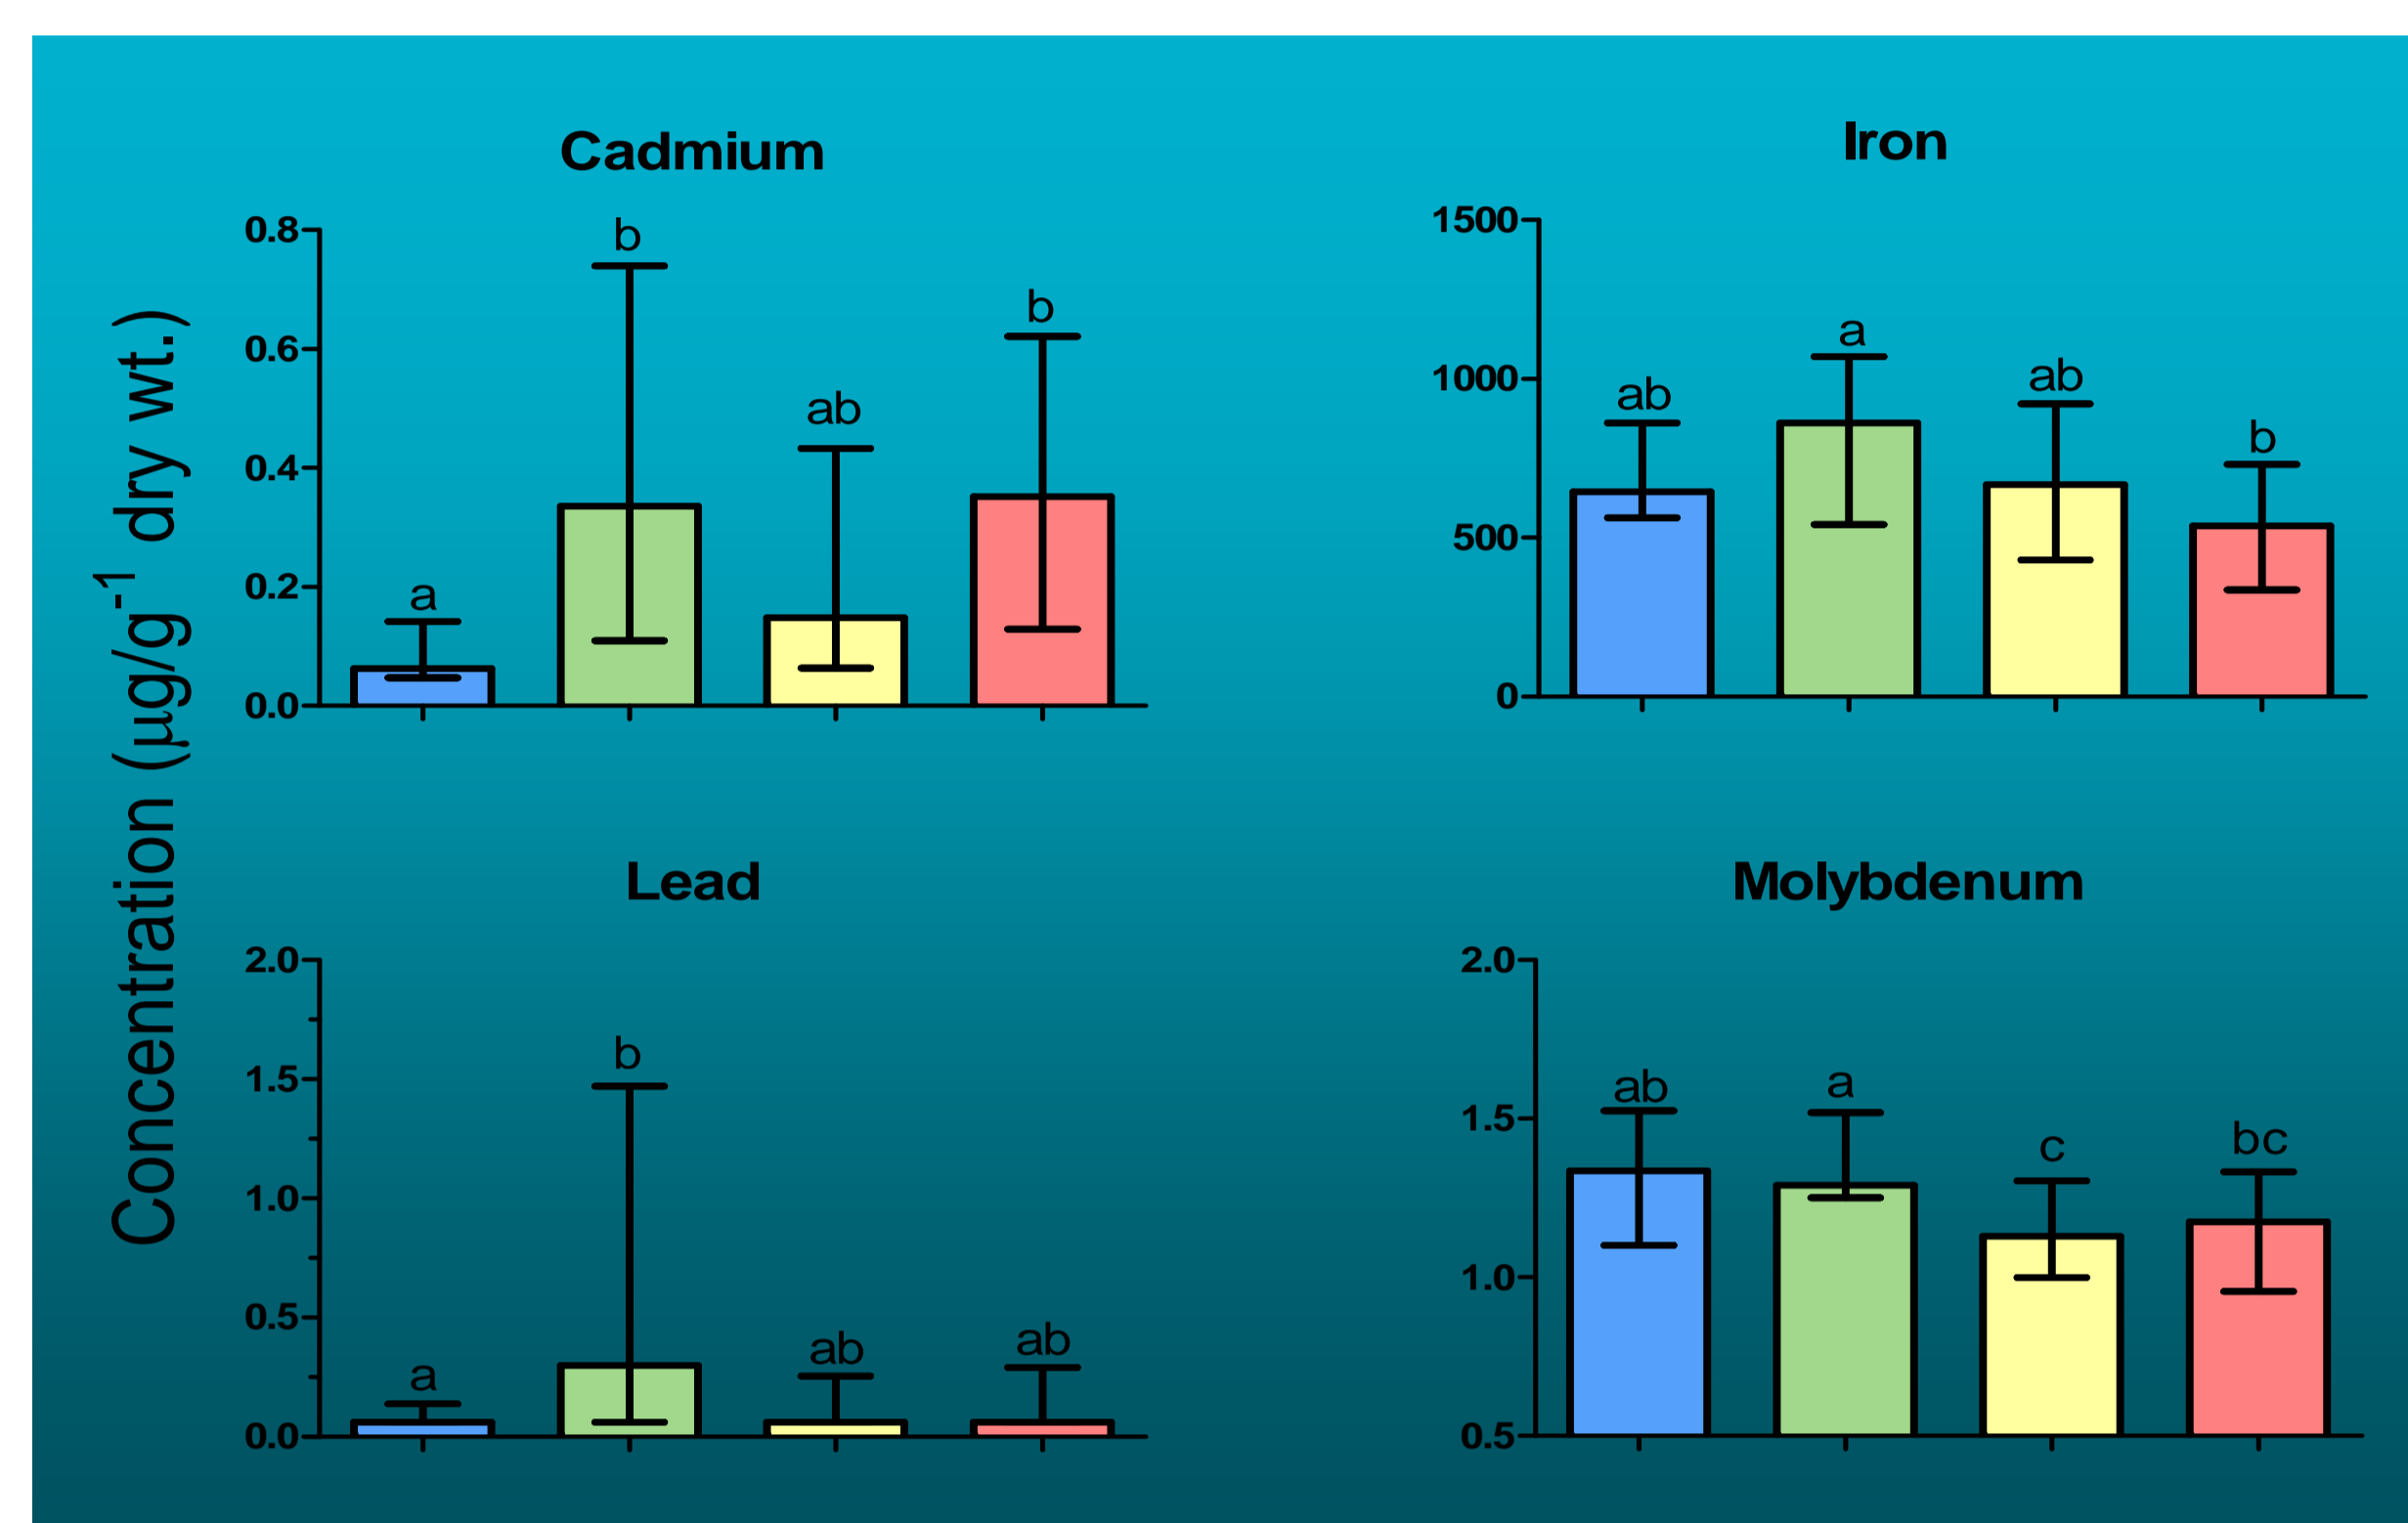 Concentration (µg/g⁻¹ dry wt.)
Cadmium
0.8
0.6
0.4
0.2
0.0
a
b
ab
b
Iron
1500
1000
500
0
ab
a
ab
b
Lead
2.0
1.5
1.0
0.5
0.0
a
b
ab
ab
Molybdenum
2.0
1.5
1.0
0.5
ab
a
c
bc